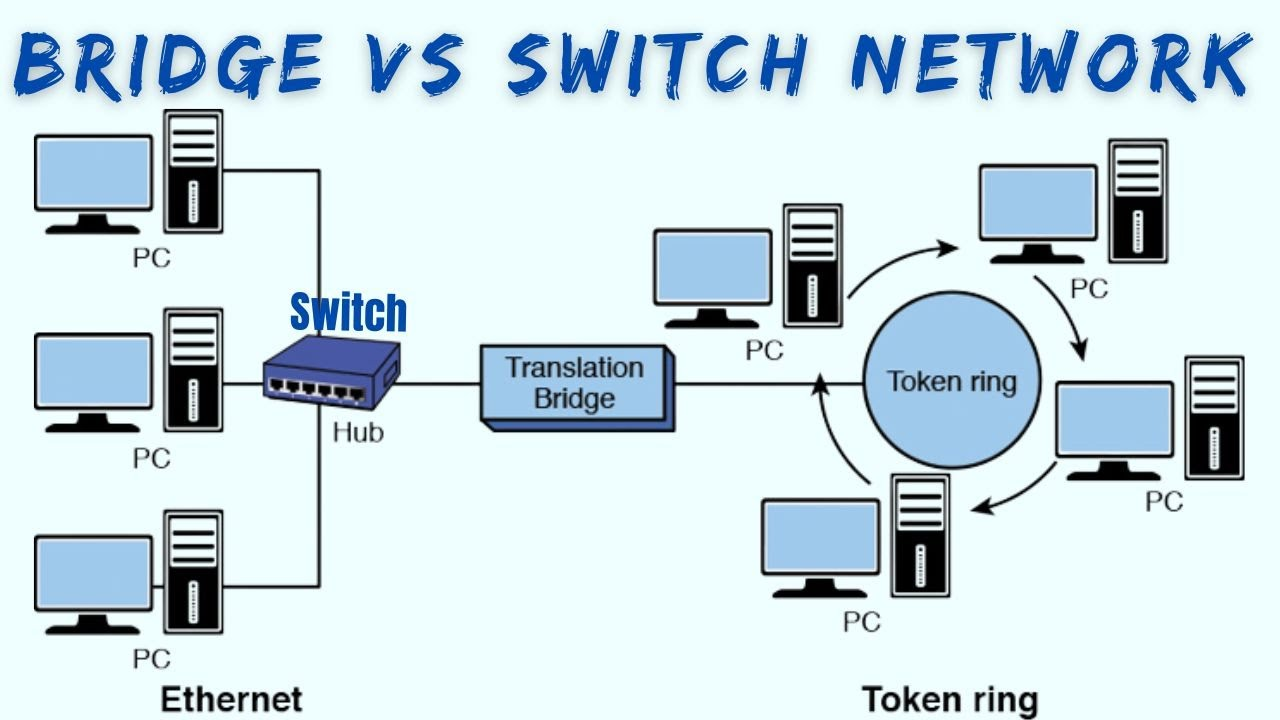 BRIDGE VS SWITCH NETWORK
PC
PC
Switch
Hub
PC
PC
Translation
Bridge
PC
PC
Token ring
PC
PC
Ethernet
Token ring